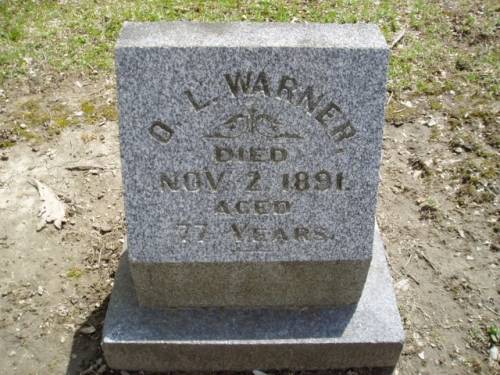 O. L. WARNER.
DIED
NOV. 2, 1891.
AGED
77 YEARS.